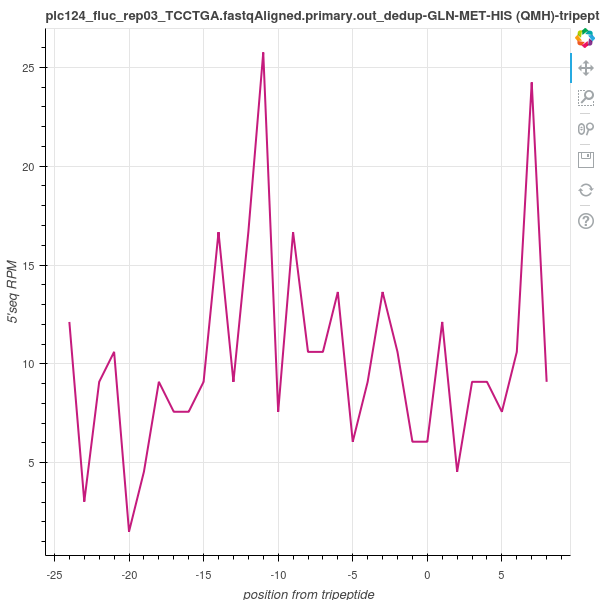 plc124_fluc_rep03_TCCTGA.fastqAligned.primary.out_dedup-GLN-MET-HIS (QMH)-tripept
25
20
15
10
5
5'seq RPM
-25 -20 -15 -10 -5 0 5
position from tripeptide